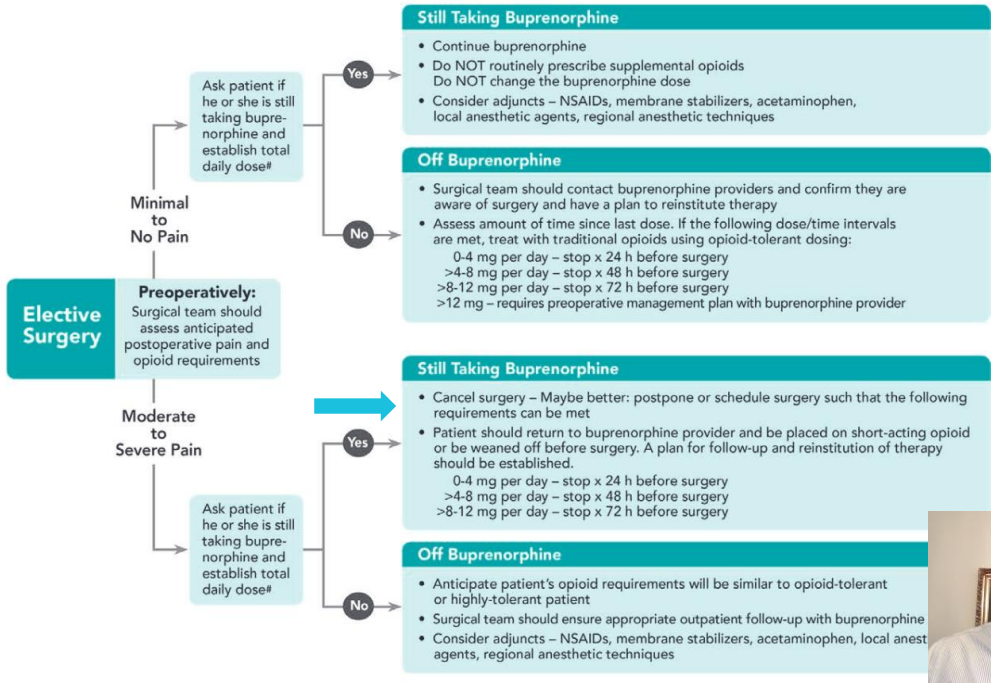 Still Taking Buprenorphine
• Continue buprenorphine
• Do NOT routinely prescribe supplemental opioids
Do NOT change the buprenorphine dose
• Consider adjuncts – NSAIDs, membrane stabilizers, acetaminophen,
local anesthetic agents, regional anesthetic techniques
Yes
Ask patient if
he or she is still
taking bupre-
norphine and
establish total
daily dose#
Off Buprenorphine
• Surgical team should contact buprenorphine providers and confirm they are
aware of surgery and have a plan to reinstitute therapy
• Assess amount of time since last dose. If the following dose/time intervals
are met, treat with traditional opioids using opioid-tolerant dosing:
0-4 mg per day – stop x 24 h before surgery
>4-8 mg per day – stop x 48 h before surgery
>8-12 mg per day – stop x 72 h before surgery
>12 mg – requires preoperative management plan with buprenorphine provider
No
Minimal
to
No Pain
Elective
Surgery
Preoperatively:
Surgical team should
assess anticipated
postoperative pain and
opioid requirements
Moderate
to
Severe Pain
Still Taking Buprenorphine
• Cancel surgery – Maybe better: postpone or schedule surgery such that the following
requirements can be met
• Patient should return to buprenorphine provider and be placed on short-acting opioid
or be weaned off before surgery. A plan for follow-up and reinstitution of therapy
should be established.
0-4 mg per day – stop x 24 h before surgery
>4-8 mg per day – stop x 48 h before surgery
>8-12 mg per day – stop x 72 h before surgery
Yes
Ask patient if
he or she is still
taking bupre-
norphine and
establish total
daily dose#
Off Buprenorphine
• Anticipate patient's opioid requirements will be similar to opioid-tolerant
or highly-tolerant patient
• Surgical team should ensure appropriate outpatient follow-up with buprenorphine
• Consider adjuncts – NSAIDs, membrane stabilizers, acetaminophen, local
agents, regional anesthetic techniques
No